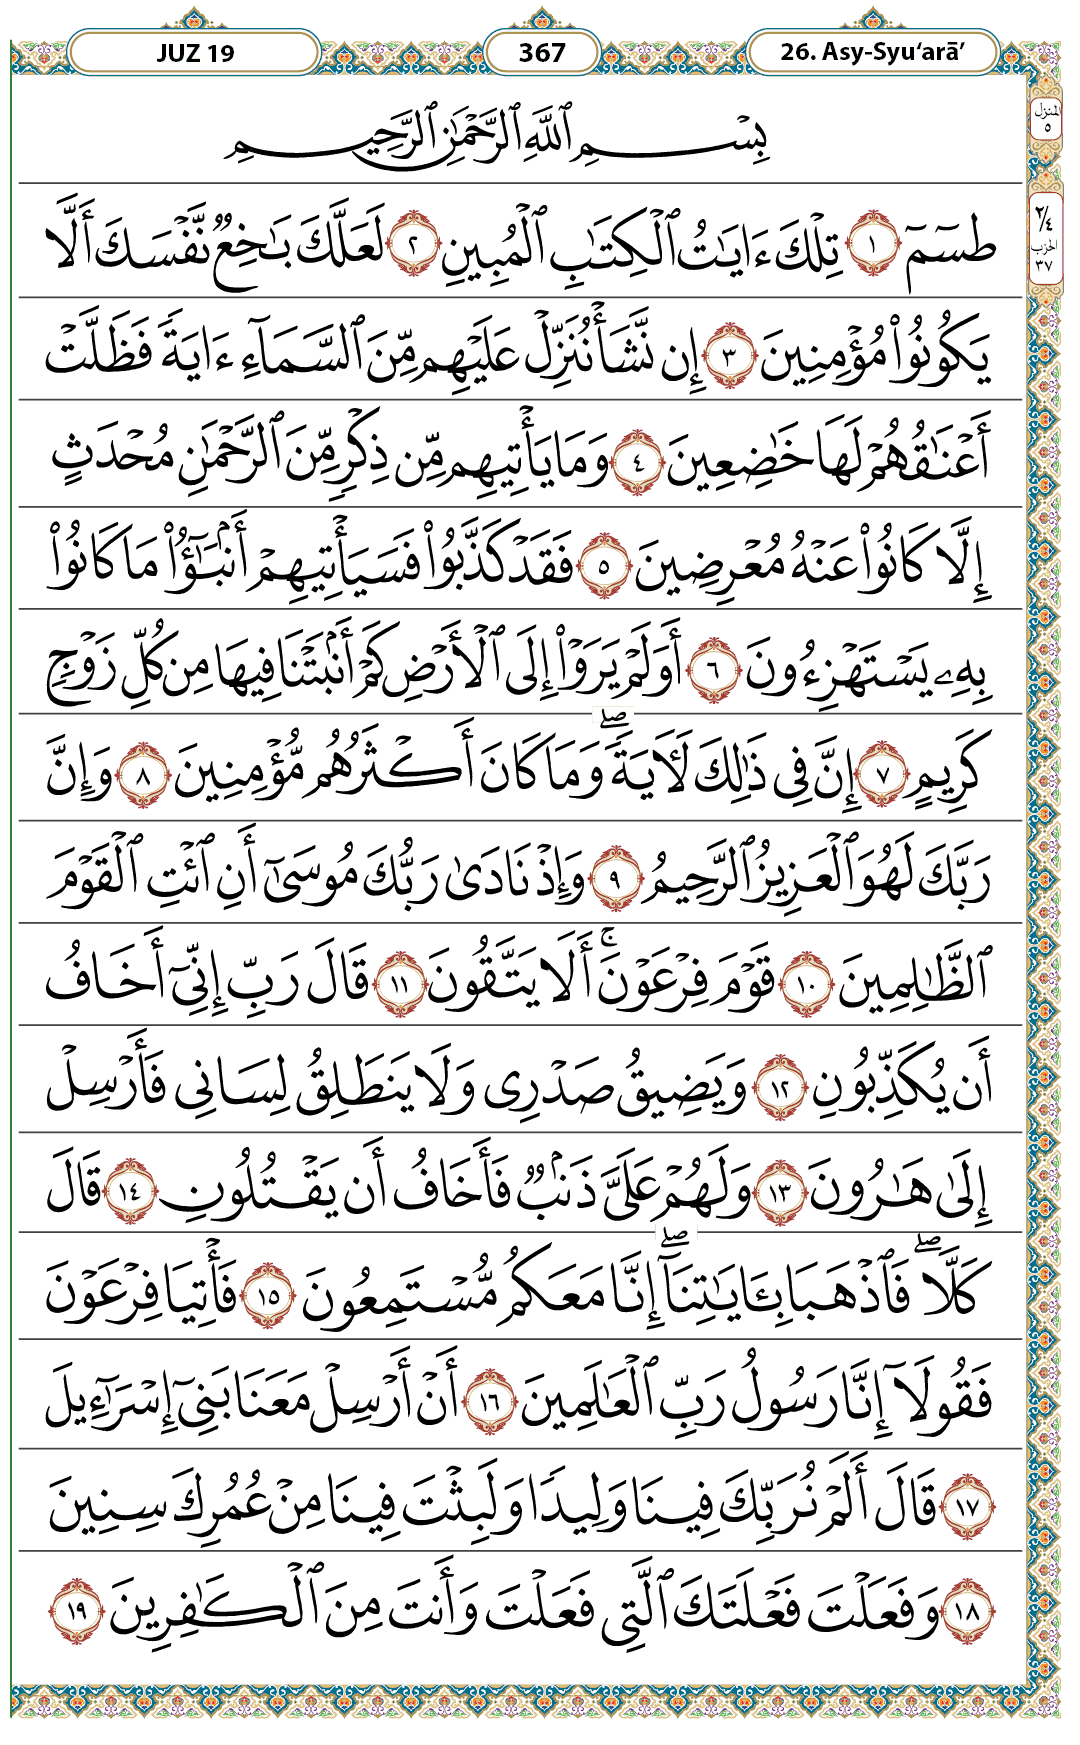 JUZ 19
367
26. Asy-Syu‘arā’
المنزل
٥
٢/٤
الحزب
٣٧
بِسْمِ ٱللَّهِ ٱلرَّحْمَٰنِ ٱلرَّحِيمِ
طسٓمٓ ١ تِلْكَ ءَايَٰتُ ٱلْكِتَٰبِ ٱلْمُبِينِ ٢ لَعَلَّكَ بَٰخِعٌ نَّفْسَكَ أَلَّا
يَكُونُوا۟ مُؤْمِنِينَ ٣ إِن نَّشَأْ نُنَزِّلْ عَلَيْهِم مِّنَ ٱلسَّمَآءِ ءَايَةً فَظَلَّتْ
أَعْنَٰقُهُمْ لَهَا خَٰضِعِينَ ٤ وَمَا يَأْتِيهِم مِّن ذِكْرٍ مِّنَ ٱلرَّحْمَٰنِ مُحْدَثٍ
إِلَّا كَانُوا۟ عَنْهُ مُعْرِضِينَ ٥ فَقَدْ كَذَّبُوا۟ فَسَيَأْتِيهِمْ أَنۢبَٰٓؤُا۟ مَا كَانُوا۟
بِهِۦ يَسْتَهْزِءُونَ ٦ أَوَلَمْ يَرَوْا۟ إِلَى ٱلْأَرْضِ كَمْ أَنۢبَتْنَا فِيهَا مِن كُلِّ زَوْجٍ
كَرِيمٍ ٧ إِنَّ فِى ذَٰلِكَ لَءَايَةً ۖ وَمَا كَانَ أَكْثَرُهُم مُّؤْمِنِينَ ٨ وَإِنَّ
رَبَّكَ لَهُوَ ٱلْعَزِيزُ ٱلرَّحِيمُ ٩ وَإِذْ نَادَىٰ رَبُّكَ مُوسَىٰٓ أَنِ ٱئْتِ ٱلْقَوْمَ
ٱلظَّٰلِمِينَ ١٠ قَوْمَ فِرْعَوْنَ ۚ أَلَا يَتَّقُونَ ١١ قَالَ رَبِّ إِنِّىٓ أَخَافُ
أَن يُكَذِّبُونِ ١٢ وَيَضِيقُ صَدْرِى وَلَا يَنطَلِقُ لِسَانِى فَأَرْسِلْ
إِلَىٰ هَٰرُونَ ١٣ وَلَهُمْ عَلَىَّ ذَنۢبٌ فَأَخَافُ أَن يَقْتُلُونِ ١٤ قَالَ
كَلَّا ۖ فَٱذْهَبَا بِـَٔايَٰتِنَآ ۖ إِنَّا مَعَكُم مُّسْتَمِعُونَ ١٥ فَأْتِيَا فِرْعَوْنَ
فَقُولَآ إِنَّا رَسُولُ رَبِّ ٱلْعَٰلَمِينَ ١٦ أَنْ أَرْسِلْ مَعَنَا بَنِىٓ إِسْرَٰٓءِيلَ
١٧ قَالَ أَلَمْ نُرَبِّكَ فِينَا وَلِيدًا وَلَبِثْتَ فِينَا مِنْ عُمُرِكَ سِنِينَ
١٨ وَفَعَلْتَ فَعْلَتَكَ ٱلَّتِى فَعَلْتَ وَأَنتَ مِنَ ٱلْكَٰفِرِينَ ١٩